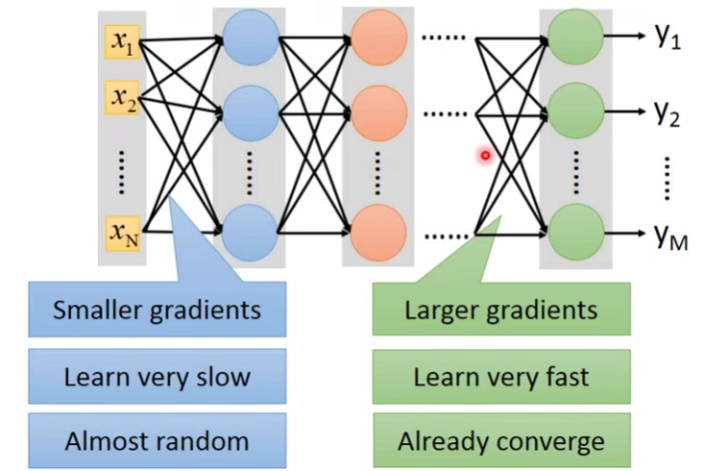 x1
y1
x2
y2
xN
yM
Smaller gradients
Larger gradients
Learn very slow
Learn very fast
Almost random
Already converge